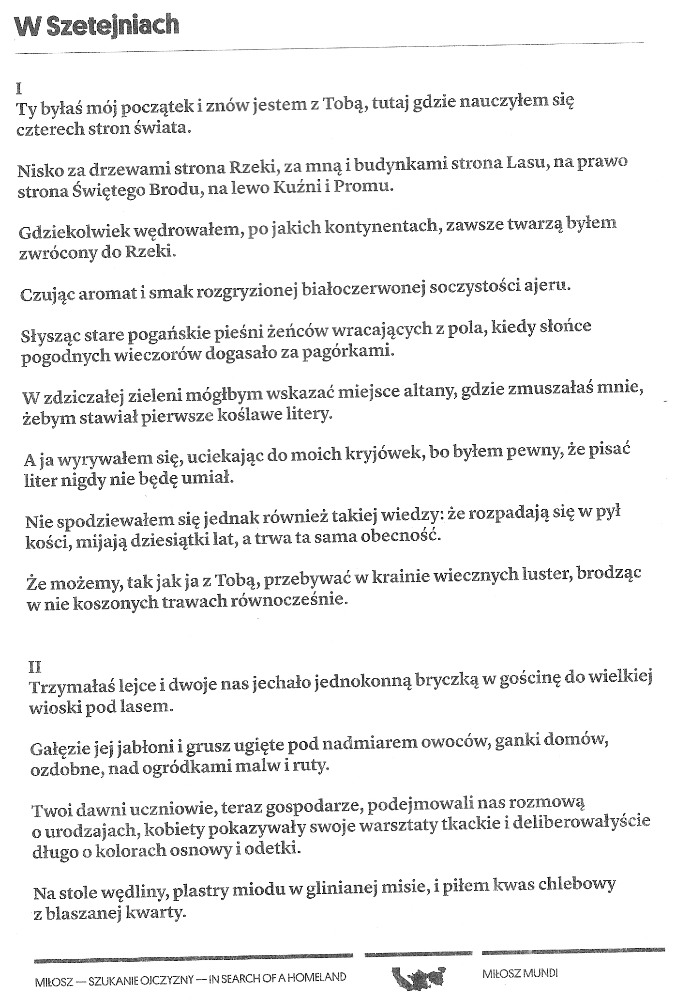 W Szetejniach
I
Ty byłaś mój początek i znów jestem z Tobą, tutaj gdzie nauczyłem się
czterech stron świata.
Nisko za drzewami strona Rzeki, za mną i budynkami strona Lasu, na prawo
strona Świętego Brodu, na lewo Kuźni i Promu.
Gdziekolwiek wędrowałem, po jakich kontynentach, zawsze twarzą byłem
zwrócony do Rzeki.
Czując aromat i smak rozgryzionej białoczerwonej soczystości ajeru.
Słysząc stare pogańskie pieśni żeńców wracających z pola, kiedy słońce
pogodnych wieczorów dogasało za pagórkami.
W zdziczałej zieleni mógłbym wskazać miejsce altany, gdzie zmuszałaś mnie,
żebym stawiał pierwsze koślawe litery.
A ja wyrywałem się, uciekając do moich kryjówek, bo byłem pewny, że pisać
liter nigdy nie będę umiał.
Nie spodziewałem się jednak również takiej wiedzy: że rozpadają się w pył
kości, mijają dziesiątki lat, a trwa ta sama obecność.
Że możemy, tak jak ja z Tobą, przebywać w krainie wiecznych luster, brodząc
w nie koszonych trawach równocześnie.
II
Trzymałaś lejce i dwoje nas jechało jednokonną bryczką w gościnę do wielkiej
wioski pod lasem.
Gałęzie jej jabłoni i grusz ugięte pod nadmiarem owoców, ganki domów,
ozdobne, nad ogródkami malw i ruty.
Twoi dawni uczniowie, teraz gospodarze, podejmowali nas rozmową
o urodzajach, kobiety pokazywały swoje warsztaty tkackie i deliberowałyście
długo o kolorach osnowy i odetki.
Na stole wędliny, plastry miodu w glinianej misie, i piłem kwas chlebowy
z blaszanej kwarty.
MIŁOSZ — SZUKANIE OJCZYZNY — IN SEARCH OF A HOMELAND
MIŁOSZ MUNDI